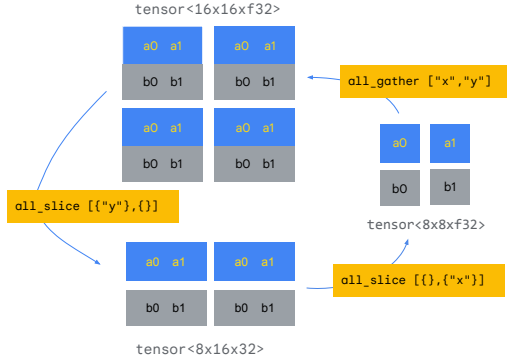 tensor<16x16xf32>
a0 a1 a0 a1
b0 b1 b0 b1
all_gather ["x","y"]
a0 a1 a0 a1
b0 b1 b0 b1
a0 a1
b0 b1
all_slice [{"y"},{}]
tensor<8x8xf32>
a0 a1 a0 a1
all_slice [{},{"x"}]
b0 b1 b0 b1
tensor<8x16x32>